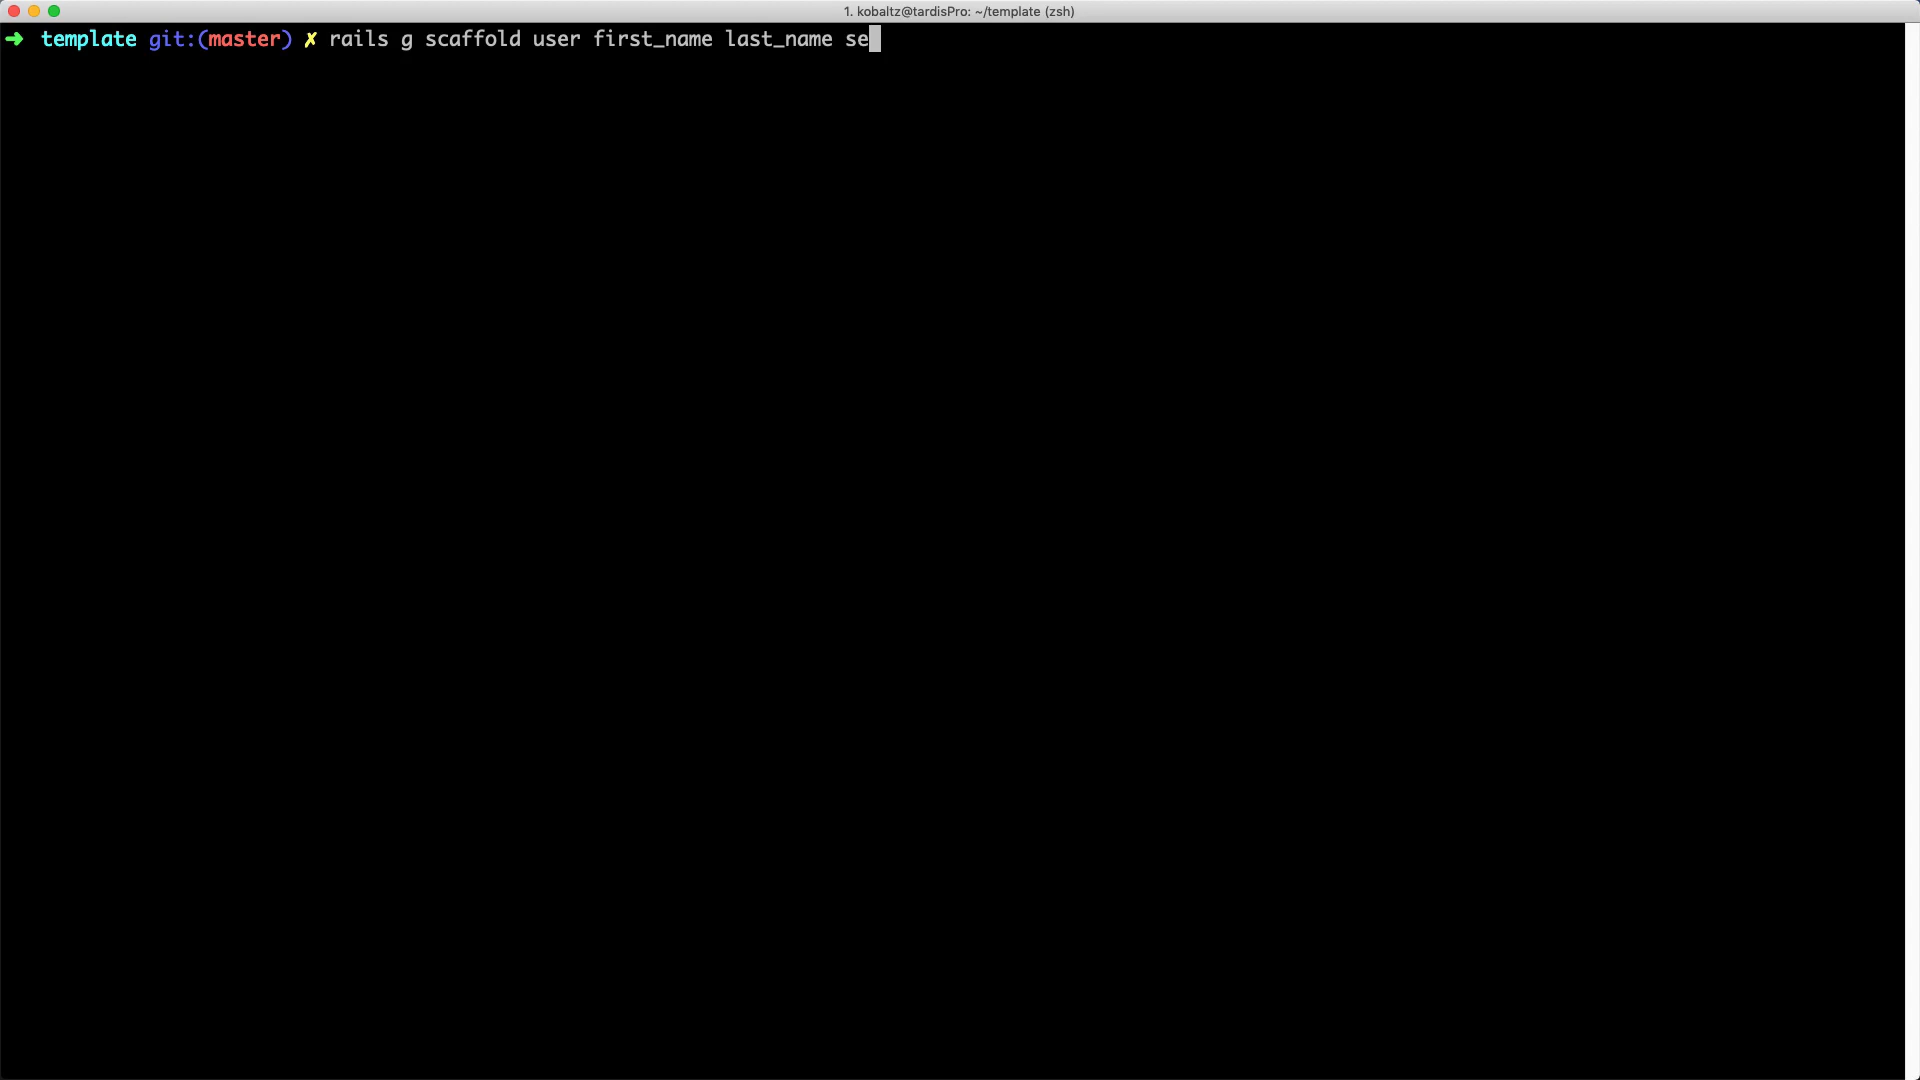 1. kobaltz@tardisPro: ~/template (zsh)
➜ template git:(master) ✗ rails g scaffold user first_name last_name se